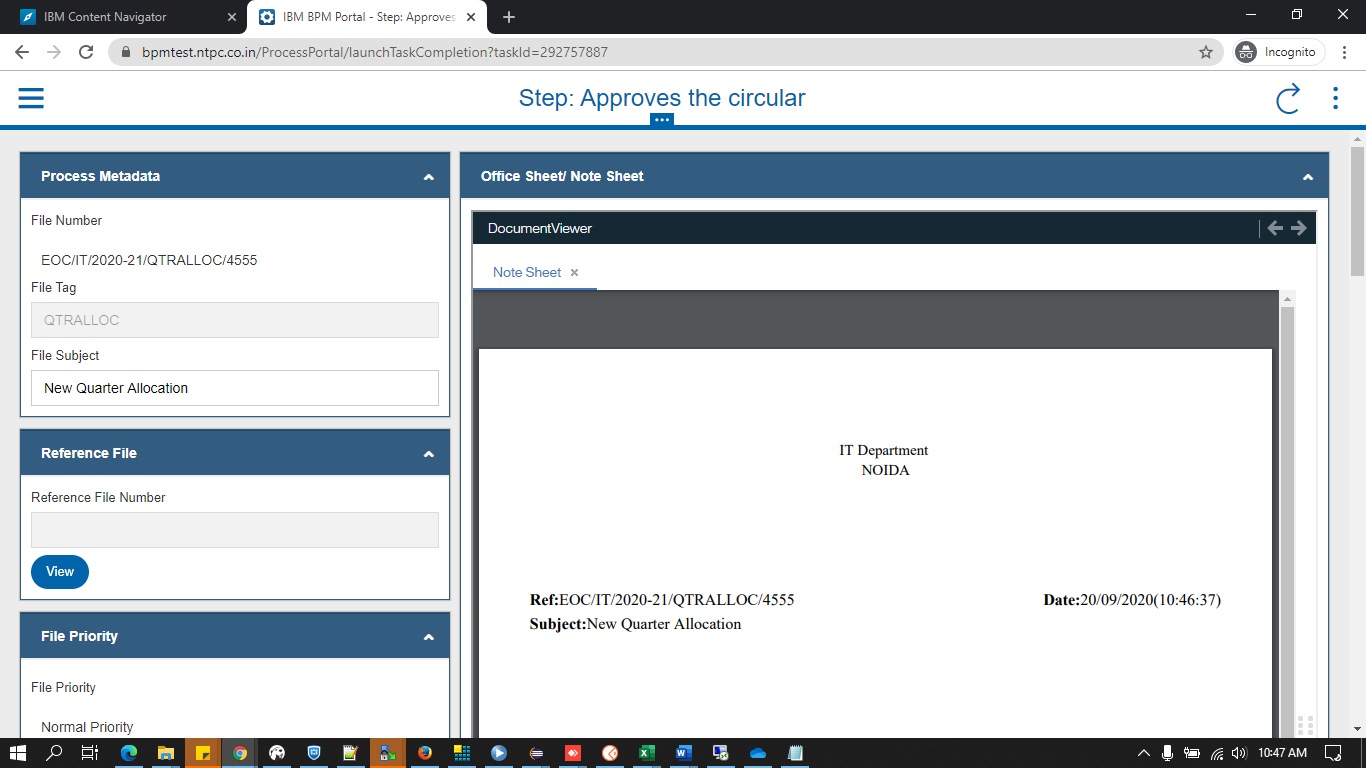 IBM Content Navigator
IBM BPM Portal - Step: Approves
bpmtest.ntpc.co.in/ProcessPortal/launchTaskCompletion?taskId=292757887
Incognito
Step: Approves the circular
Process Metadata
File Number
EOC/IT/2020-21/QTRALLOC/4555
File Tag
QTRALLOC
File Subject
New Quarter Allocation
Reference File
Reference File Number
View
File Priority
File Priority
Normal Priority
Office Sheet/ Note Sheet
DocumentViewer
Note Sheet
IT Department
NOIDA
Ref:EOC/IT/2020-21/QTRALLOC/4555 Date:20/09/2020(10:46:37)
Subject:New Quarter Allocation
10:47 AM